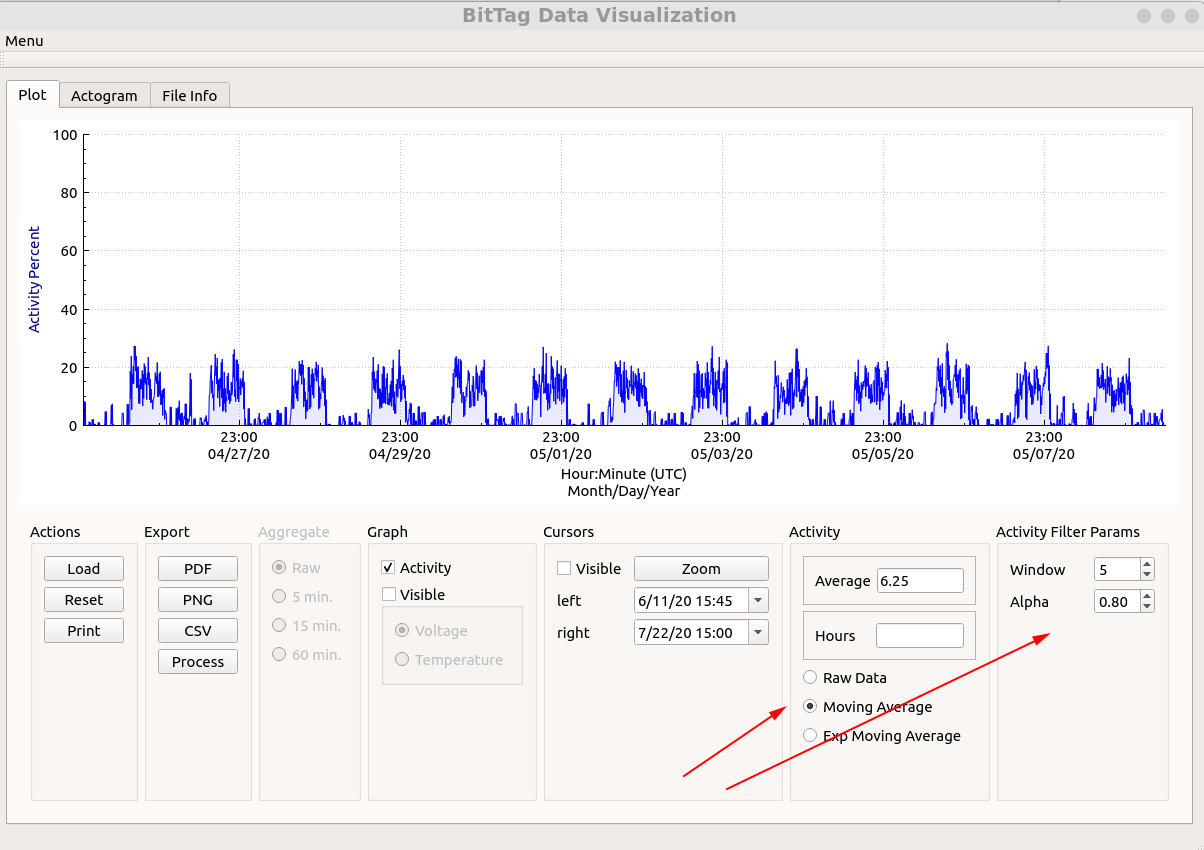 BitTag Data Visualization
Menu
Plot Actogram File Info
100
80
60
40
20
0
Activity Percent
23:00 23:00 23:00 23:00 23:00 23:00
04/27/20 04/29/20 05/01/20 05/03/20 05/05/20 05/07/20
Hour:Minute (UTC)
Month/Day/Year
Actions
Load
Reset
Print
Export
PDF
PNG
CSV
Process
Aggregate
Raw
5 min.
15 min.
60 min.
Graph
Activity
Visible
Voltage
Temperature
Cursors
Visible Zoom
left 6/11/20 15:45
right 7/22/20 15:00
Activity
Average 6.25
Hours
Raw Data
Moving Average
Exp Moving Average
Activity Filter Params
Window 5
Alpha 0.80